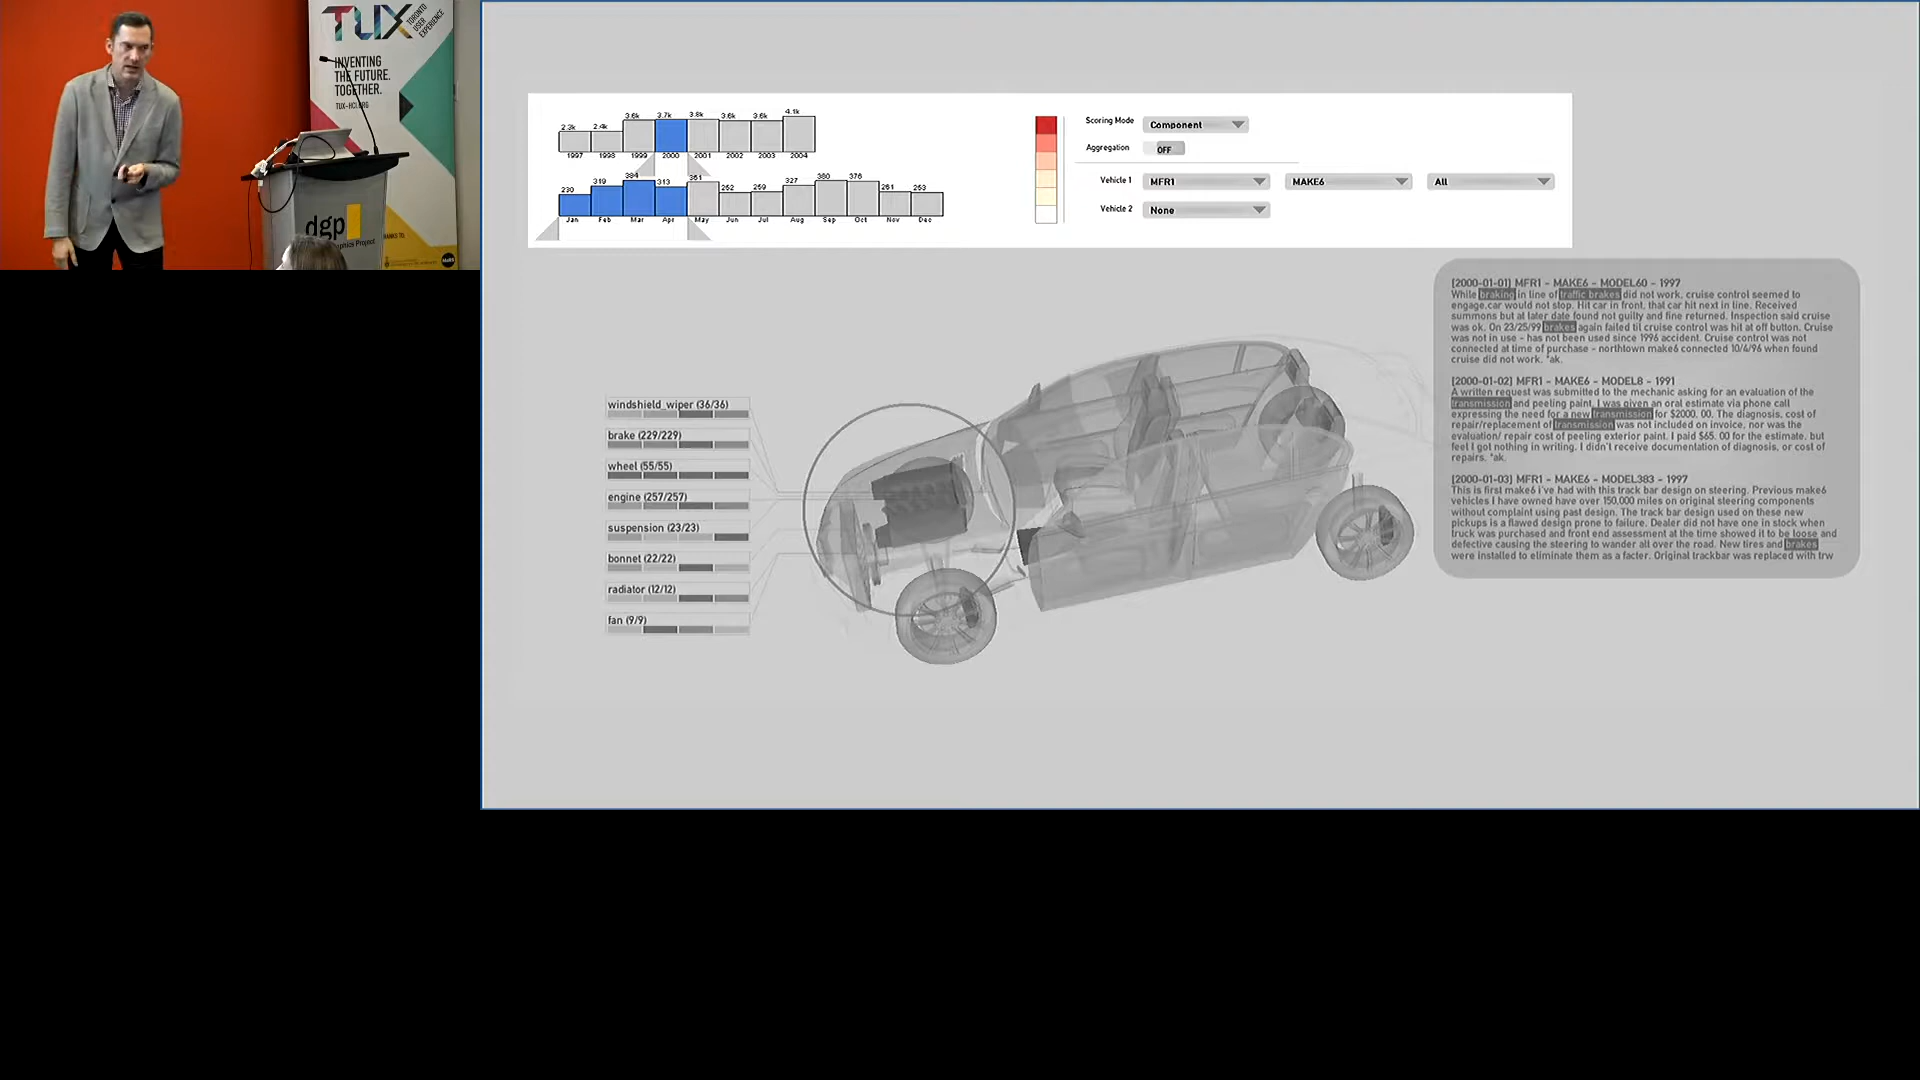 TUX
TORONTO
USER
EXPERIENCE
INVENTING
THE FUTURE.
TOGETHER.
TUX-HCI.ORG
dgp
2.3k 2.4k 3.6k 3.7k 3.8k 3.6k 3.6k 4.1k
1997 1998 1999 2000 2001 2002 2003 2004
230 319 384 313 351 252 259 327 380 376 261 253
Jan Feb Mar Apr May Jun Jul Aug Sep Oct Nov Dec
Scoring Mode Component
Aggregation OFF
Vehicle 1 MFR1 MAKE6 All
Vehicle 2 None
windshield_wiper (36/36)
brake (229/229)
wheel (55/55)
engine (257/257)
suspension (23/23)
bonnet (22/22)
radiator (12/12)
fan (9/9)
[2000-01-01] MFR1 - MAKE6 - MODEL60 - 1997
While braking in line of traffic brakes did not work, cruise control seemed to
engage,car would not stop. Hit car in front, that car hit next in line. Received
summons but at later date found not guilty and fine returned. Inspection said cruise
was ok. On 23/25/99 brakes again failed til cruise control was hit at off button. Cruise
was not in use - has not been used since 1996 accident. Cruise control was not
connected at time of purchase - northtown make6 connected 10/4/96 when found
cruise did not work. *ak.
[2000-01-02] MFR1 - MAKE6 - MODEL8 - 1991
A written request was submitted to the mechanic asking for an evaluation of the
transmission and peeling paint. I was given an oral estimate via phone call
expressing the need for a new transmission for $2000. 00. The diagnosis, cost of
repair/replacement of transmission was not included on invoice, nor was the
evaluation/ repair cost of peeling exterior paint. I paid $65. 00 for the estimate, but
feel I got nothing in writing. I didn't receive documentation of diagnosis, or cost of
repairs. *ak.
[2000-01-03] MFR1 - MAKE6 - MODEL383 - 1997
This is first make6 i've had with this track bar design on steering. Previous make6
vehicles I have owned have over 150,000 miles on original steering components
without complaint using past design. The track bar design used on these new
pickups is a flawed design prone to failure. Dealer did not have one in stock when
truck was purchased and front end assessment at the time showed it to be loose and
defective causing the steering to wander all over the road. New tires and brakes
were installed to eliminate them as a facter. Original trackbar was replaced with trw